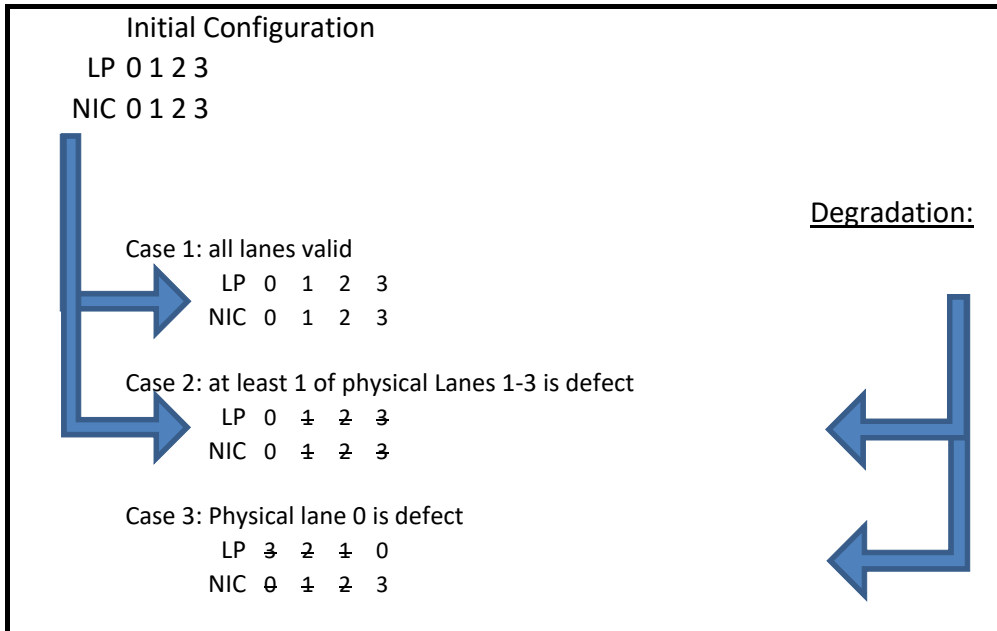 Initial Configuration
LP 0 1 2 3
NIC 0 1 2 3
Degradation:
Case 1: all lanes valid
LP 0 1 2 3
NIC 0 1 2 3
Case 2: at least 1 of physical Lanes 1-3 is defect
LP 0 1 2 3
NIC 0 1 2 3
Case 3: Physical lane 0 is defect
LP 3 2 1 0
NIC 0 1 2 3